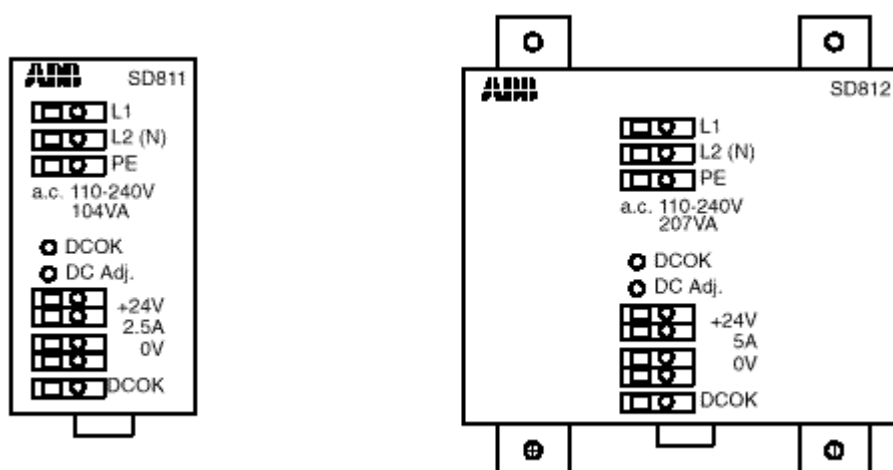 ABB SD811
L1
L2 (N)
PE
a.c. 110-240V
104VA
DCOK
DC Adj.
+24V
2.5A
0V
DCOK
ABB SD812
L1
L2 (N)
PE
a.c. 110-240V
207VA
DCOK
DC Adj.
+24V
5A
0V
DCOK